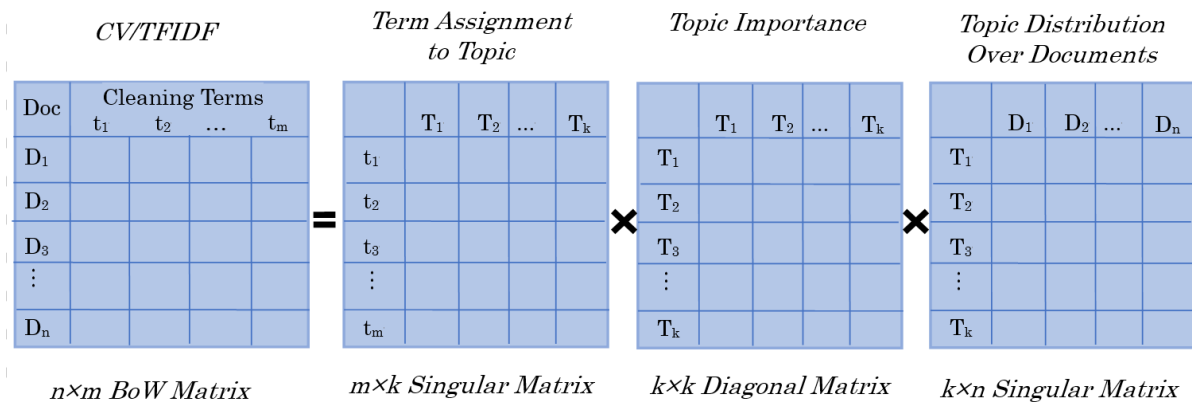 CV/TFIDF
Term Assignment
to Topic
Topic Importance
Topic Distribution
Over Documents
Doc Cleaning Terms
t₁ t₂ ... tₘ
D₁
D₂
D₃
⋮
Dₙ
=
T₁ T₂ ... Tₖ
t₁
t₂
t₃
⋮
tₘ
×
T₁ T₂ ... Tₖ
T₁
T₂
T₃
⋮
Tₖ
×
D₁ D₂ ... Dₙ
T₁
T₂
T₃
⋮
Tₖ
n×m BoW Matrix
m×k Singular Matrix
k×k Diagonal Matrix
k×n Singular Matrix